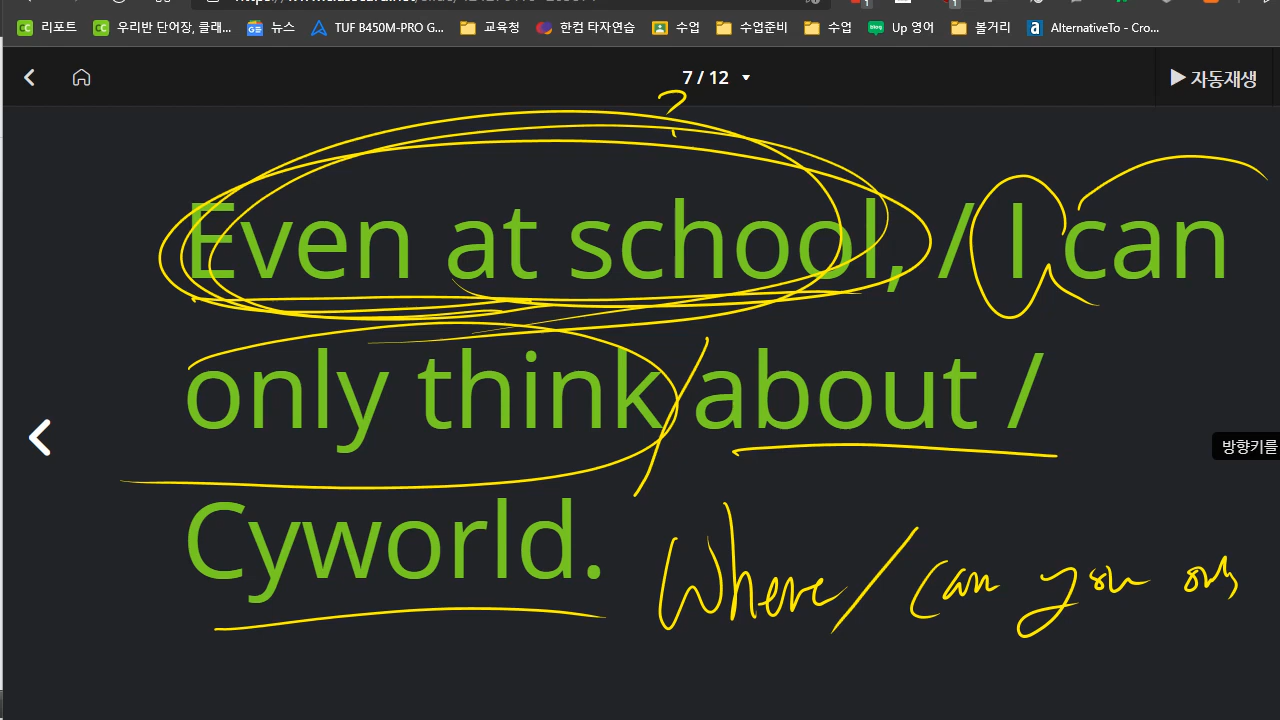 리포트 우리반 단어장, 클래... 뉴스 TUF B450M-PRO G... 교육청 한컴 타자연습 수업 수업준비 수업 Up 영어 볼거리 AlternativeTo - Cro...
7 / 12 자동재생
?
Even at school, / I can
only think about /
방향키를
Cyworld.
Where / can you only